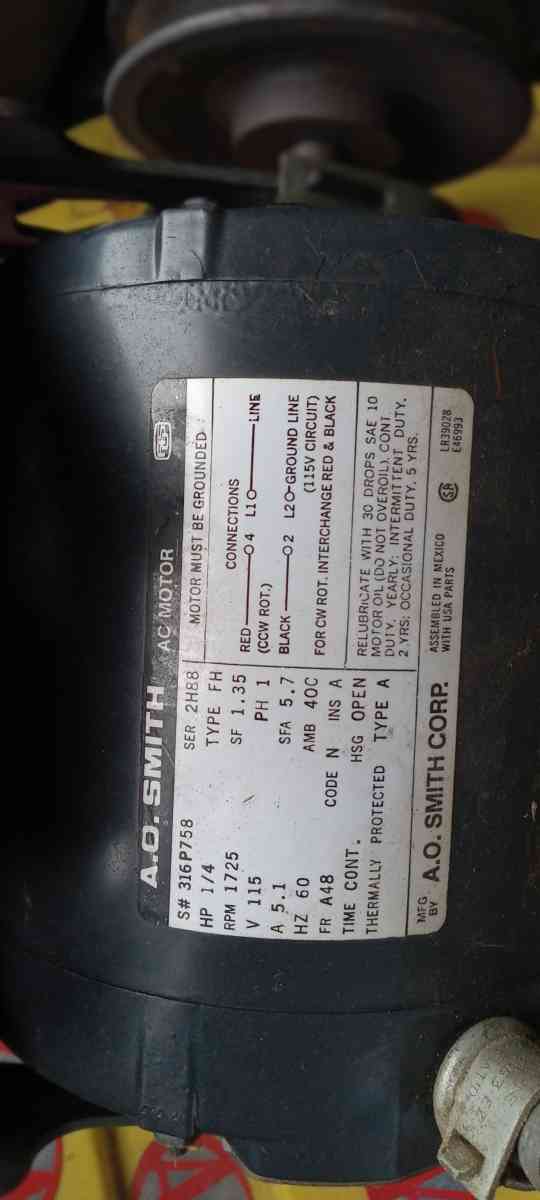 A.O. SMITH AC MOTOR
S# 316P758 SER 2H88
HP 1/4 TYPE FH
RPM 1725 SF 1.35
V 115 PH 1
A 5.1 SFA 5.7
HZ 60 AMB 40C
FR A48 CODE N INS A
TIME CONT. HSG OPEN
THERMALLY PROTECTED TYPE A
MOTOR MUST BE GROUNDED
CONNECTIONS
RED 4 L1 LINE
(CCW ROT.)
BLACK 2 L2 GROUND LINE
(115V CIRCUIT)
FOR CW ROT. INTERCHANGE RED & BLACK
RELUBRICATE WITH 30 DROPS SAE 10
MOTOR OIL (DO NOT OVEROIL). CONT
DUTY, YEARLY: INTERMITTENT DUTY,
2 YRS: OCCASIONAL DUTY, 5 YRS.
MFG
BY A.O. SMITH CORP.
ASSEMBLED IN MEXICO
WITH USA PARTS
SA
LR39028
E46993